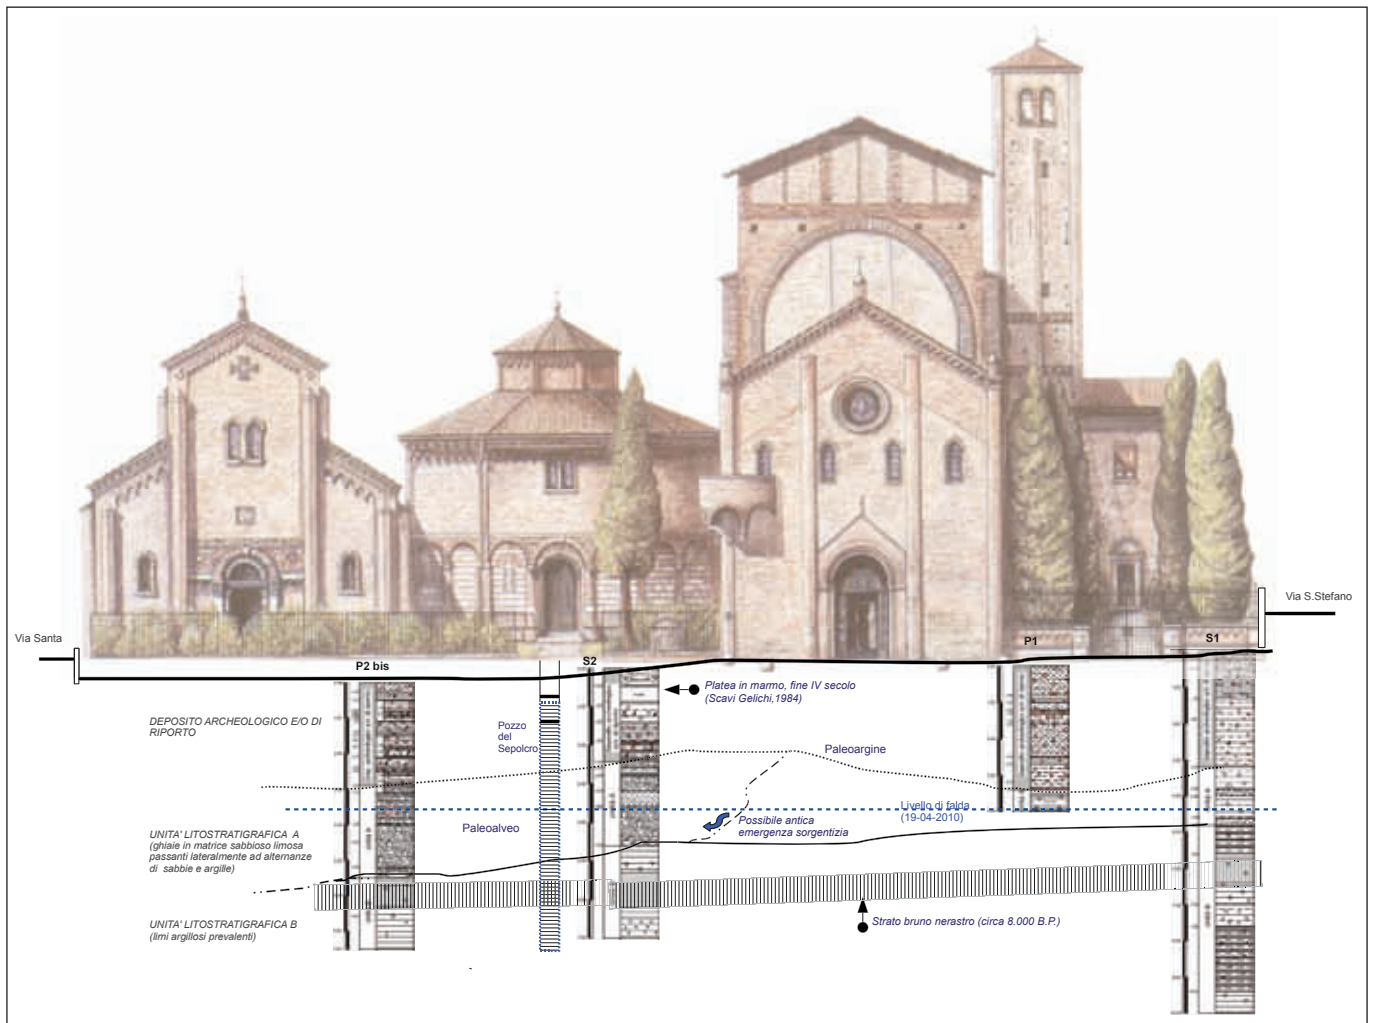 Via S.Stefano
Via Santa
P1
S1
P2 bis
S2
Platea in marmo, fine IV secolo
(Scavi Gelichi,1984)
DEPOSITO ARCHEOLOGICO E/O DI
RIPORTO
Pozzo
del
Sepolcro
Paleoargine
Livello di falda
(19-04-2010)
Paleoalveo
Possibile antica
emergenza sorgentizia
UNITA' LITOSTRATIGRAFICA A
(ghiaie in matrice sabbioso limosa
passanti lateralmente ad alternanze
di sabbie e argille)
Strato bruno nerastro (circa 8.000 B.P.)
UNITA' LITOSTRATIGRAFICA B
(limi argillosi prevalenti)